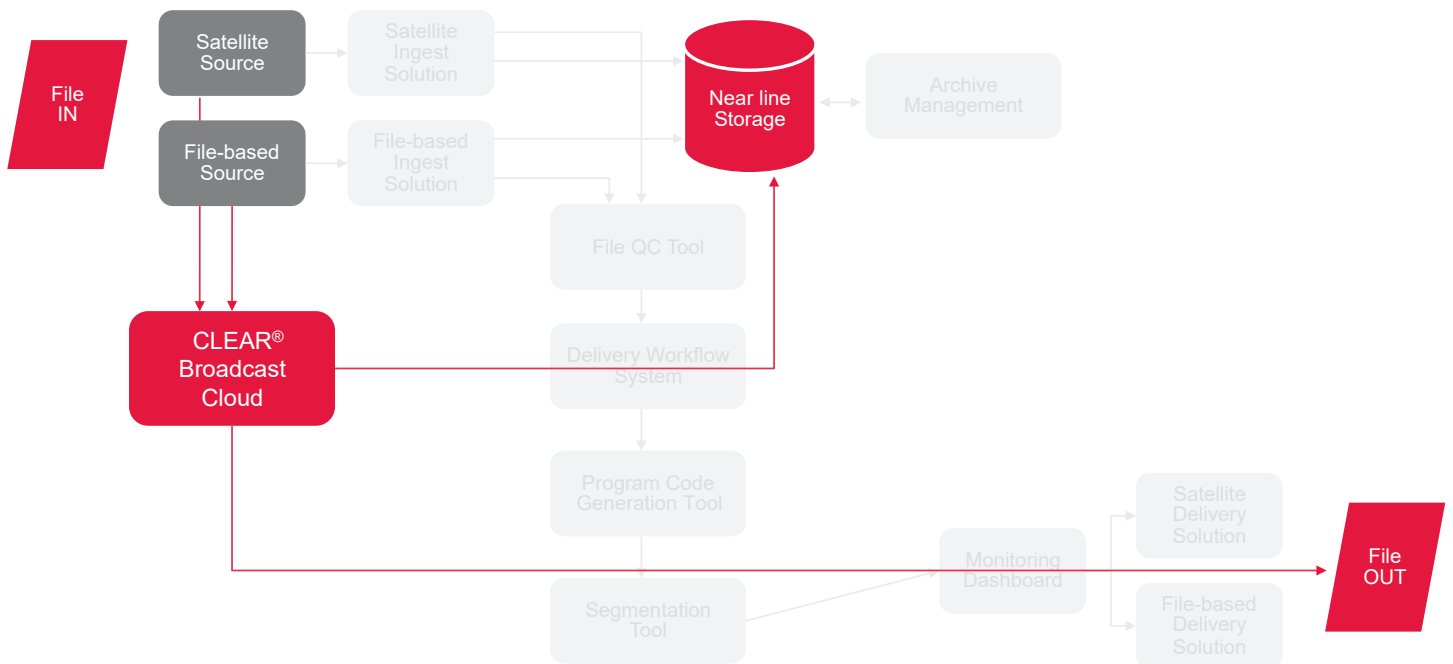 File
IN
Satellite
Source
Satellite
Ingest
Solution
Near line
Storage
Archive
Management
File-based
Source
File-based
Ingest
Solution
File QC Tool
CLEAR®
Broadcast
Cloud
Delivery Workflow
System
Program Code
Generation Tool
Segmentation
Tool
Monitoring
Dashboard
Satellite
Delivery
Solution
File-based
Delivery
Solution
File
OUT